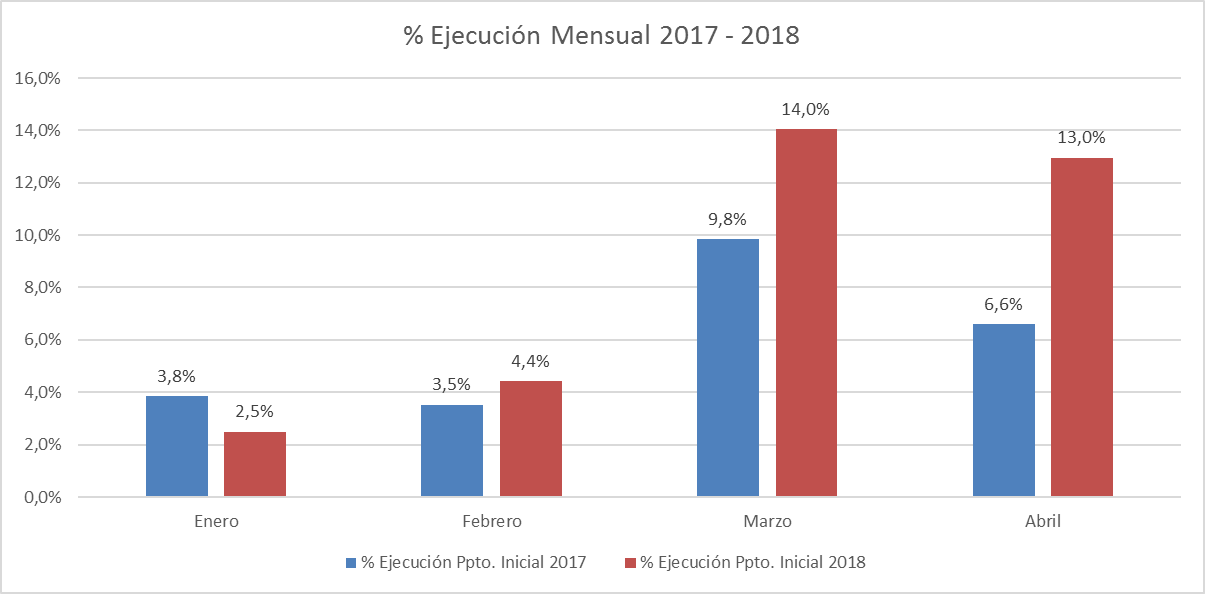 % Ejecución Mensual 2017 - 2018
16,0%
14,0%
12,0%
10,0%
8,0%
6,0%
4,0%
2,0%
0,0%
3,8%
2,5%
3,5%
4,4%
9,8%
14,0%
6,6%
13,0%
Enero
Febrero
Marzo
Abril
% Ejecución Ppto. Inicial 2017
% Ejecución Ppto. Inicial 2018